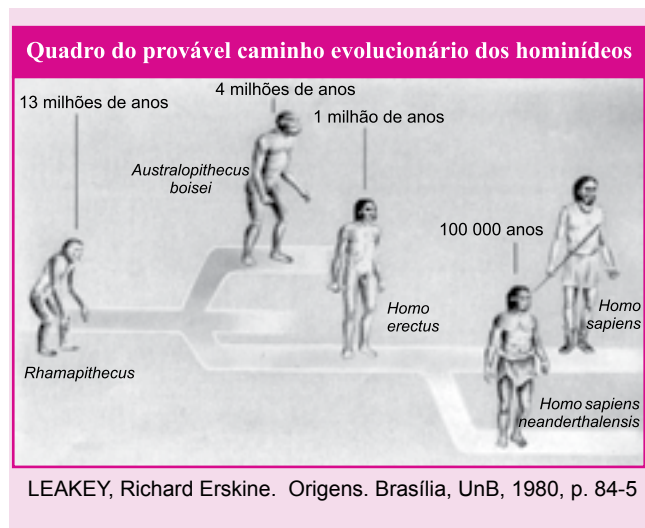 Quadro do provável caminho evolucionário dos hominídeos
4 milhões de anos
13 milhões de anos
1 milhão de anos
Australopithecus
boisei
100 000 anos
Homo
erectus
Homo
sapiens
Rhamapithecus
Homo sapiens
neanderthalensis
LEAKEY, Richard Erskine. Origens. Brasília, UnB, 1980, p. 84-5